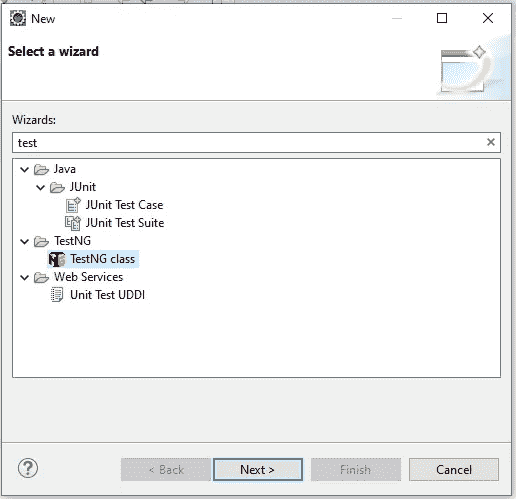 New
Select a wizard
Wizards:
test
Java
JUnit
JUnit Test Case
JUnit Test Suite
TestNG
TestNG class
Web Services
Unit Test UDDI
< Back Next > Finish Cancel